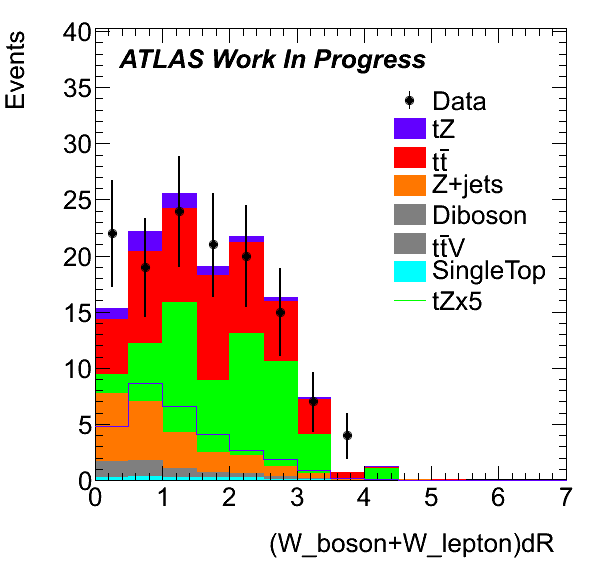 ATLAS Work In Progress
Events
40
35
30
25
20
15
10
5
0
Data
tZ
tt̄
Z+jets
Diboson
tt̄V
SingleTop
tZx5
0 1 2 3 4 5 6 7
(W_boson+W_lepton)dR